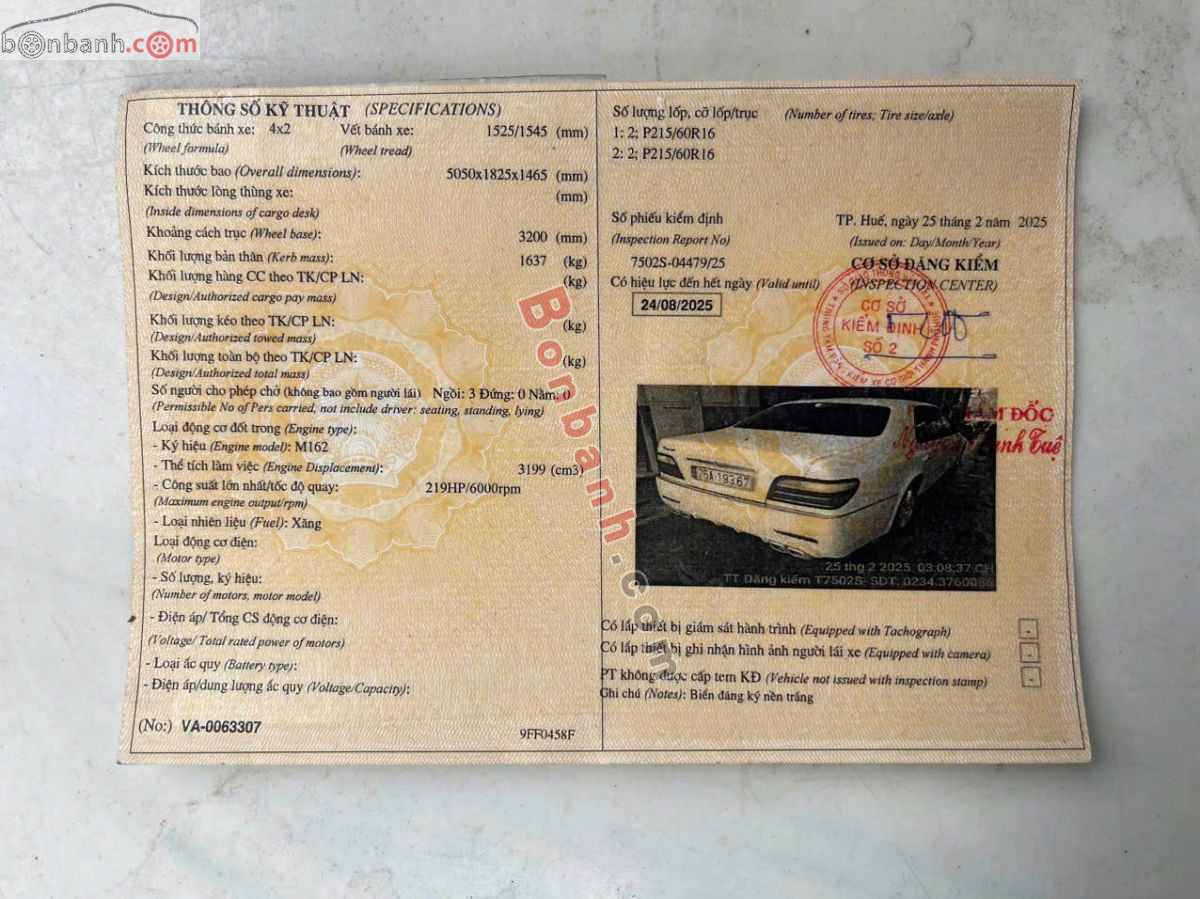 bonbanh.com
THÔNG SỐ KỸ THUẬT (SPECIFICATIONS)
Công thức bánh xe: 4x2 Vết bánh xe: 1525/1545 (mm)
(Wheel formula) (Wheel tread)
Kích thước bao (Overall dimensions): 5050x1825x1465 (mm)
Kích thước lòng thùng xe: (mm)
(Inside dimensions of cargo desk)
Khoảng cách trục (Wheel base): 3200 (mm)
Khối lượng bản thân (Kerb mass): 1637 (kg)
Khối lượng hàng CC theo TK/CP LN: (kg)
(Design/Authorized cargo pay mass)
Khối lượng kéo theo TK/CP LN: (kg)
(Design/Authorized towed mass)
Khối lượng toàn bộ theo TK/CP LN: (kg)
(Design/Authorized total mass)
Số người cho phép chở (không bao gồm người lái) Ngồi: 3 Đứng: 0 Nằm: 0
(Permissible No of Pers carried, not include driver: seating, standing, lying)
Loại động cơ đốt trong (Engine type):
- Ký hiệu (Engine model): M162
- Thể tích làm việc (Engine Displacement): 3199 (cm3)
- Công suất lớn nhất/tốc độ quay: 219HP/6000rpm
(Maximum engine output/rpm)
- Loại nhiên liệu (Fuel): Xăng
Loại động cơ điện:
(Motor type)
- Số lượng, ký hiệu:
(Number of motors, motor model)
- Điện áp/ Tổng CS động cơ điện:
(Voltage/ Total rated power of motors)
- Loại ắc quy (Battery type):
- Điện áp/dung lượng ắc quy (Voltage/Capacity):
(No:) VA-0063307
9FF0458F
Số lượng lốp, cỡ lốp/trục (Number of tires; Tire size/axle)
1: 2; P215/60R16
2: 2; P215/60R16
Số phiếu kiểm định TP. Huế, ngày 25 tháng 2 năm 2025
(Inspection Report No) (Issued on: Day/Month/Year)
7502S-04479/25 CƠ SỞ ĐĂNG KIỂM
Có hiệu lực đến hết ngày (Valid until) (INSPECTION CENTER)
24/08/2025
CƠ SỞ
KIỂM ĐỊNH
SỐ 2
ĐỐC
Tuệ
75A-193.67
25 thg 2 2025 03:08:37 CH
TT Đăng kiểm T7502S- SĐT: 0234.3760086
Có lắp thiết bị giám sát hành trình (Equipped with Tachograph) -
Có lắp thiết bị ghi nhận hình ảnh người lái xe (Equipped with camera) -
PT không được cấp tem KĐ (Vehicle not issued with inspection stamp) -
Ghi chú (Notes): Biển đăng ký nền trắng
Bonbanh.com